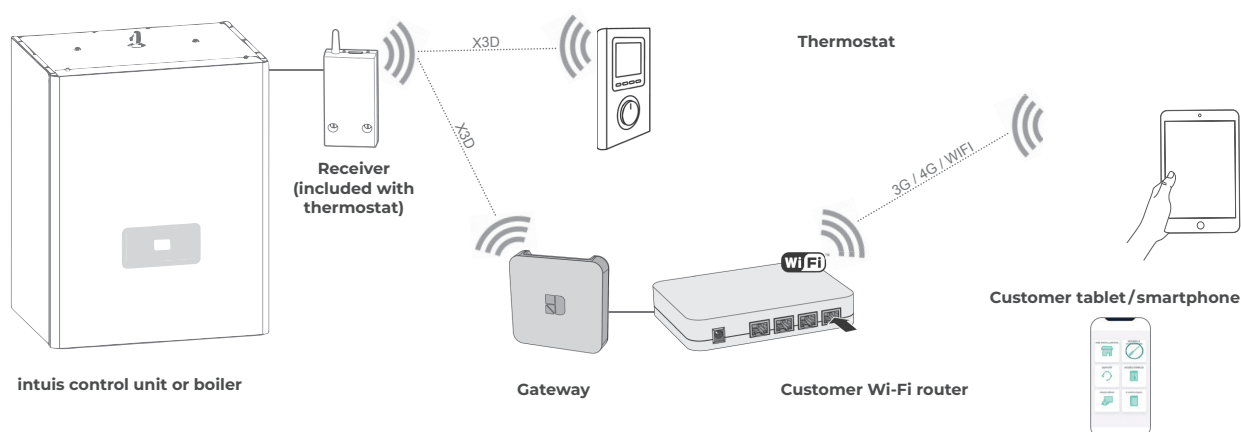 X3D
Thermostat
X3D
Receiver
(included with
thermostat)
3G / 4G / WIFI
WiFi
Customer tablet/smartphone
intuis control unit or boiler
Gateway
Customer Wi-Fi router